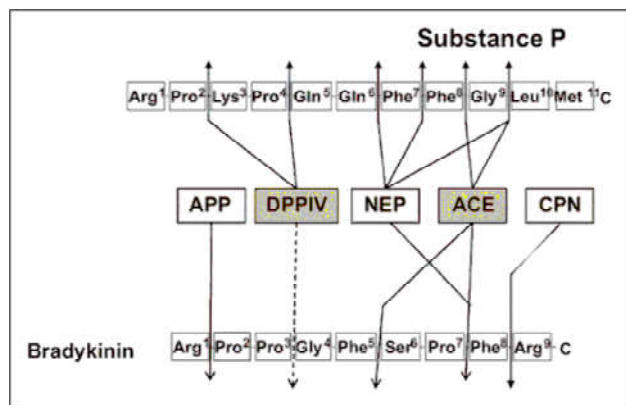 Substance P
Arg¹ Pro² Lys³ Pro⁴ Gln⁵ Gln⁶ Phe⁷ Phe⁸ Gly⁹ Leu¹⁰ Met ¹¹C
APP DPPIV NEP ACE CPN
Bradykinin Arg¹ Pro² Pro³ Gly⁴ Phe⁵ Ser⁶ Pro⁷ Phe⁸ Arg⁹ C